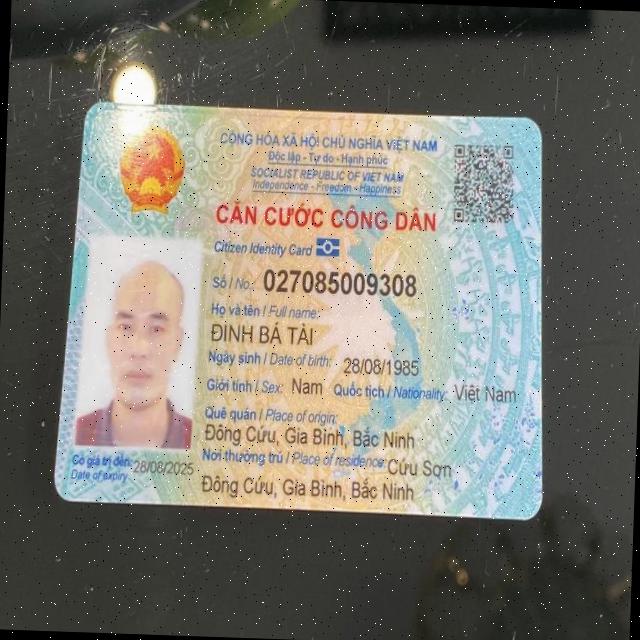 CỘNG HÒA XÃ HỘI CHỦ NGHĨA VIỆT NAM
Độc lập - Tự do - Hạnh phúc
SOCIALIST REPUBLIC OF VIET NAM
Independence - Freedom - Happiness
CĂN CƯỚC CÔNG DÂN
Citizen Identity Card
Số / No.: 027085009308
Họ và tên / Full name:
ĐINH BÁ TÀI
Ngày sinh / Date of birth: 28/08/1985
Giới tính / Sex: Nam Quốc tịch / Nationality: Việt Nam
Quê quán / Place of origin:
Đông Cứu, Gia Bình, Bắc Ninh
Nơi thường trú / Place of residence: Cứu Sơn
Đông Cứu, Gia Bình, Bắc Ninh
Có giá trị đến: 28/08/2025
Date of expiry